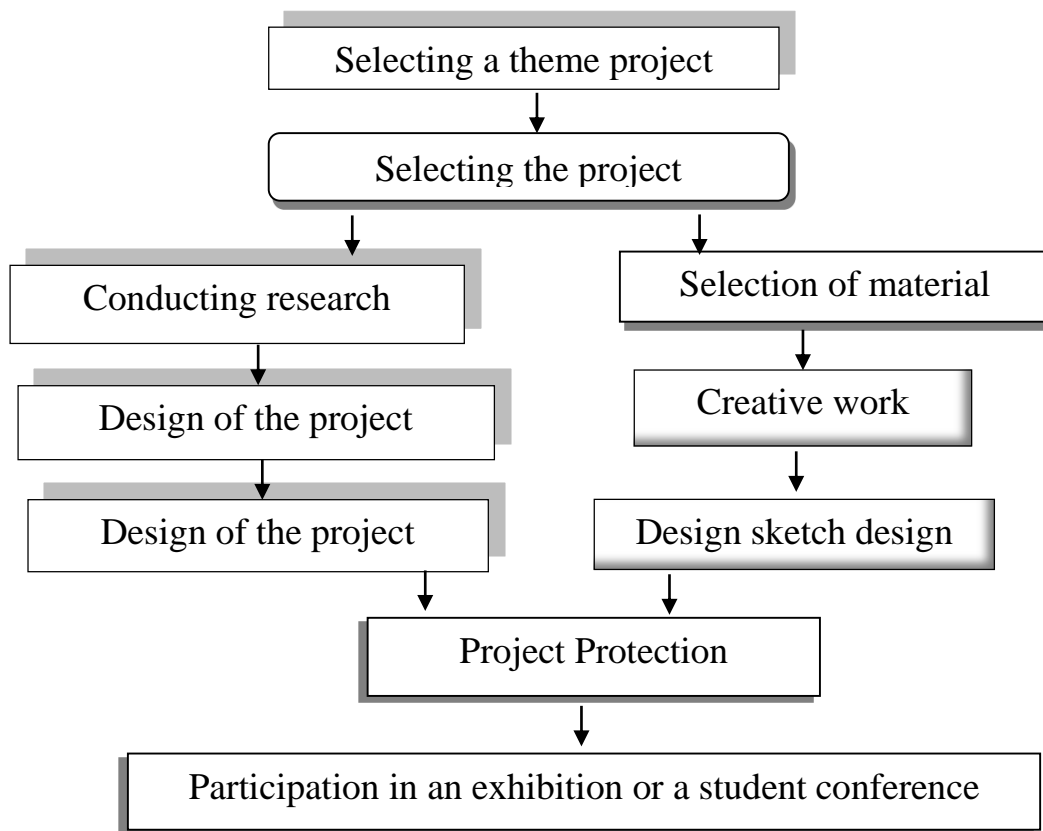 Selecting a theme project
Selecting the project
Conducting research
Selection of material
Design of the project
Creative work
Design of the project
Design sketch design
Project Protection
Participation in an exhibition or a student conference